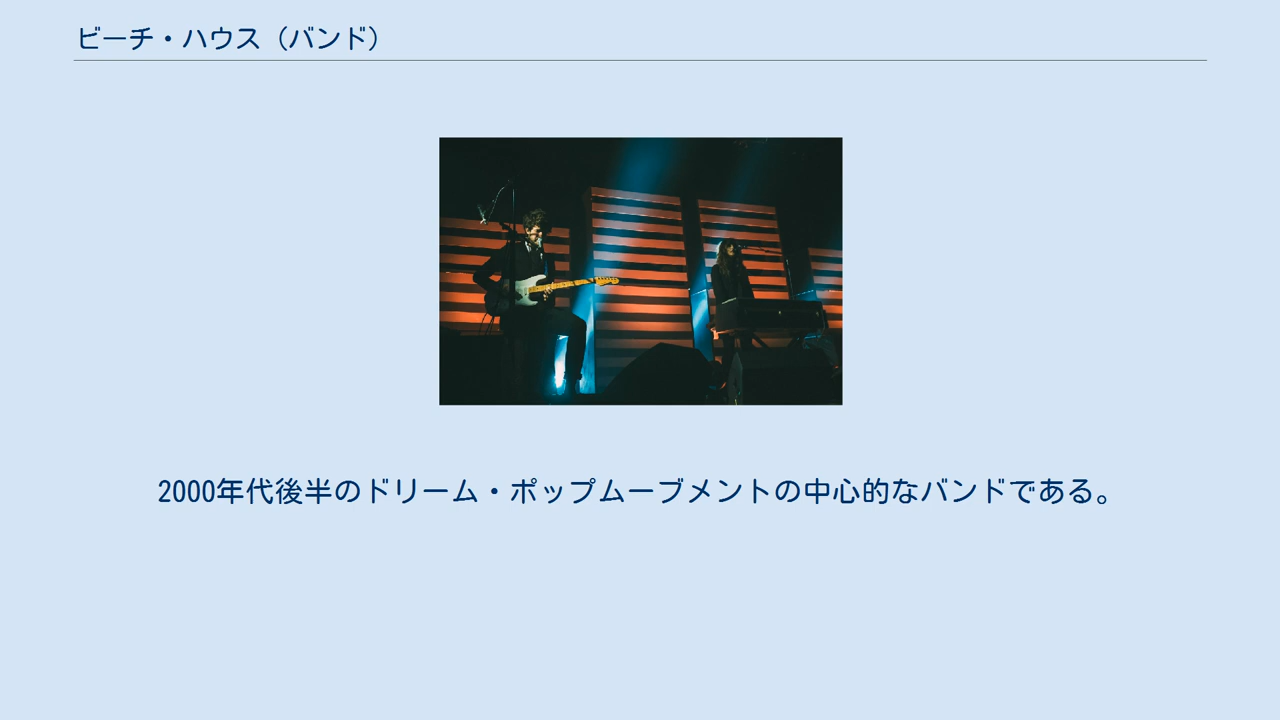 ビーチ・ハウス（バンド）
2000年代後半のドリーム・ポップムーブメントの中心的なバンドである。